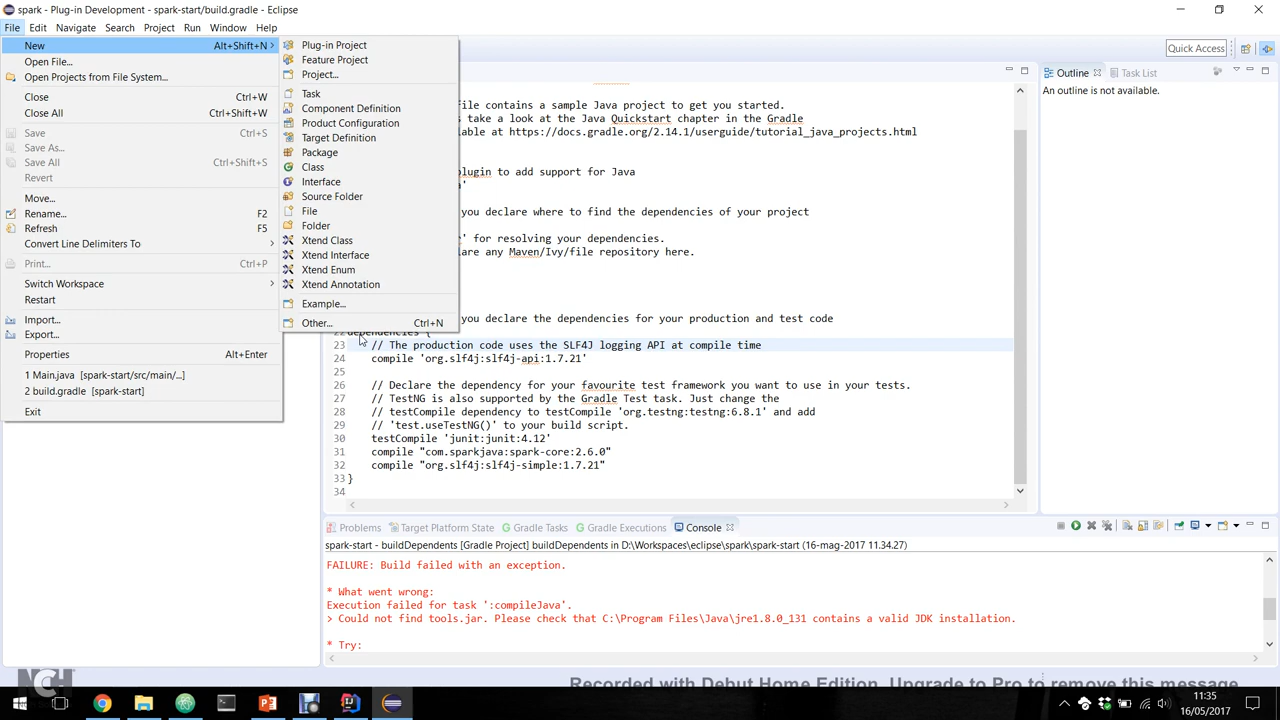 spark - Plug-in Development - spark-start/build.gradle - Eclipse
File Edit Navigate Search Project Run Window Help
New Alt+Shift+N
Open File...
Open Projects from File System...
Close Ctrl+W
Close All Ctrl+Shift+W
Save Ctrl+S
Save As...
Save All Ctrl+Shift+S
Revert
Move...
Rename... F2
Refresh F5
Convert Line Delimiters To
Print... Ctrl+P
Switch Workspace
Restart
Import...
Export...
Properties Alt+Enter
1 Main.java [spark-start/src/main/...]
2 build.gradle [spark-start]
Exit
Plug-in Project
Feature Project
Project...
Task
Component Definition
Product Configuration
Target Definition
Package
Class
Interface
Source Folder
File
Folder
Xtend Class
Xtend Interface
Xtend Enum
Xtend Annotation
Example...
Other... Ctrl+N
Quick Access
Outline Task List
An outline is not available.
file contains a sample Java project to get you started.
take a look at the Java Quickstart chapter in the Gradle
lable at https://docs.gradle.org/2.14.1/userguide/tutorial_java_projects.html
plugin to add support for Java
a'
you declare where to find the dependencies of your project
r' for resolving your dependencies.
lare any Maven/Ivy/file repository here.
you declare the dependencies for your production and test code
22 dependencies {
23 // The production code uses the SLF4J logging API at compile time
24 compile 'org.slf4j:slf4j-api:1.7.21'
25
26 // Declare the dependency for your favourite test framework you want to use in your tests.
27 // TestNG is also supported by the Gradle Test task. Just change the
28 // testCompile dependency to testCompile 'org.testng:testng:6.8.1' and add
29 // 'test.useTestNG()' to your build script.
30 testCompile 'junit:junit:4.12'
31 compile "com.sparkjava:spark-core:2.6.0"
32 compile "org.slf4j:slf4j-simple:1.7.21"
33 }
34
Problems Target Platform State Gradle Tasks Gradle Executions Console
spark-start - buildDependents [Gradle Project] buildDependents in D:\Workspaces\eclipse\spark\spark-start (16-mag-2017 11.34.27)
FAILURE: Build failed with an exception.
* What went wrong:
Execution failed for task ':compileJava'.
> Could not find tools.jar. Please check that C:\Program Files\Java\jre1.8.0_131 contains a valid JDK installation.
* Try:
NCH
Recorded with Debut Home Edition. Upgrade to Pro to remove this message
11:35
16/05/2017